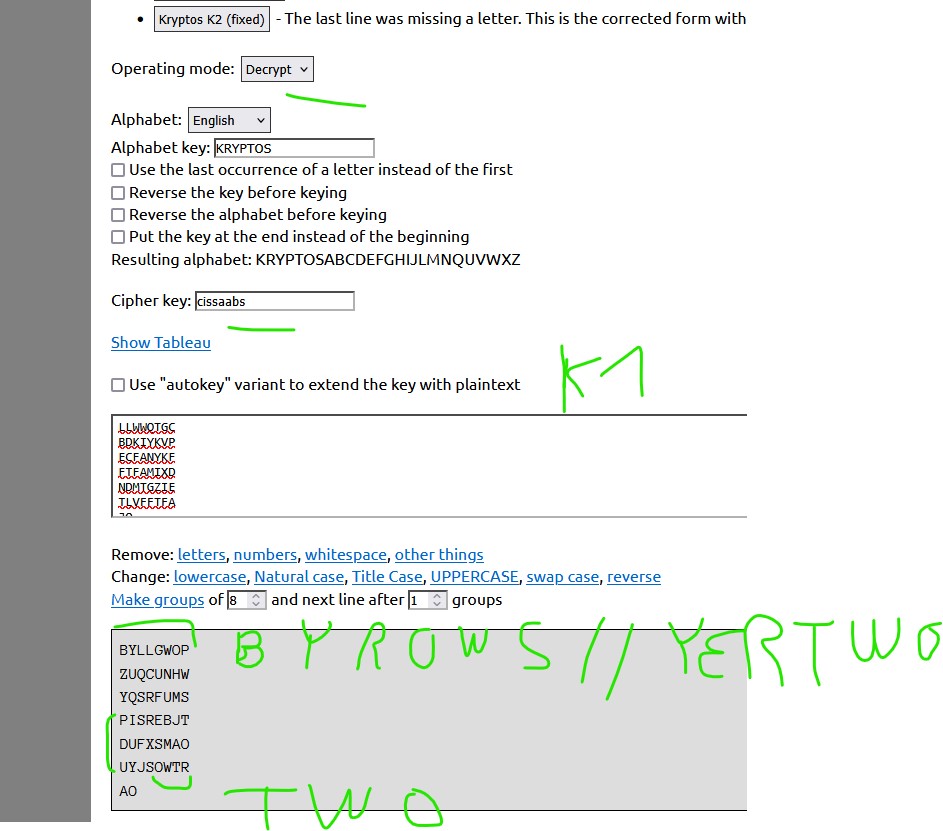 Kryptos K2 (fixed) - The last line was missing a letter. This is the corrected form with
Operating mode: Decrypt
Alphabet: English
Alphabet key: KRYPTOS
Use the last occurrence of a letter instead of the first
Reverse the key before keying
Reverse the alphabet before keying
Put the key at the end instead of the beginning
Resulting alphabet: KRYPTOSABCDEFGHIJLMNQUVWXZ
Cipher key: cissaabs
Show Tableau
Use "autokey" variant to extend the key with plaintext
K1
LLWWQTGC
BDKIYKVP
ECFANYKF
FTFAMIXD
NDMTGZIF
TLVFFTFA
Remove: letters, numbers, whitespace, other things
Change: lowercase, Natural case, Title Case, UPPERCASE, swap case, reverse
Make groups of 8 and next line after 1 groups
BYROWS//YERTWO
BYLLGWOP
ZUQCUNHW
YQSRFUMS
PISREBJT
DUFXSMAO
UYJSOWTR
AO
TWO